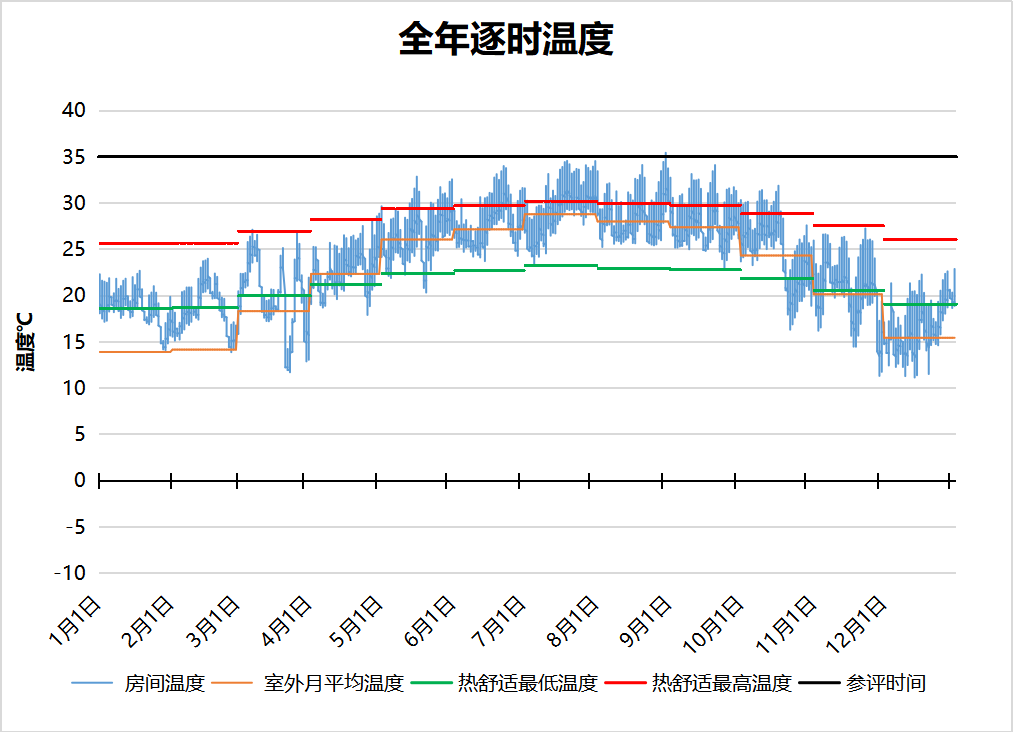 全年逐时温度
温度℃
40
35
30
25
20
15
10
5
0
-5
-10
1月1日
2月1日
3月1日
4月1日
5月1日
6月1日
7月1日
8月1日
9月1日
10月1日
11月1日
12月1日
房间温度 室外月平均温度 热舒适最低温度 热舒适最高温度 参评时间